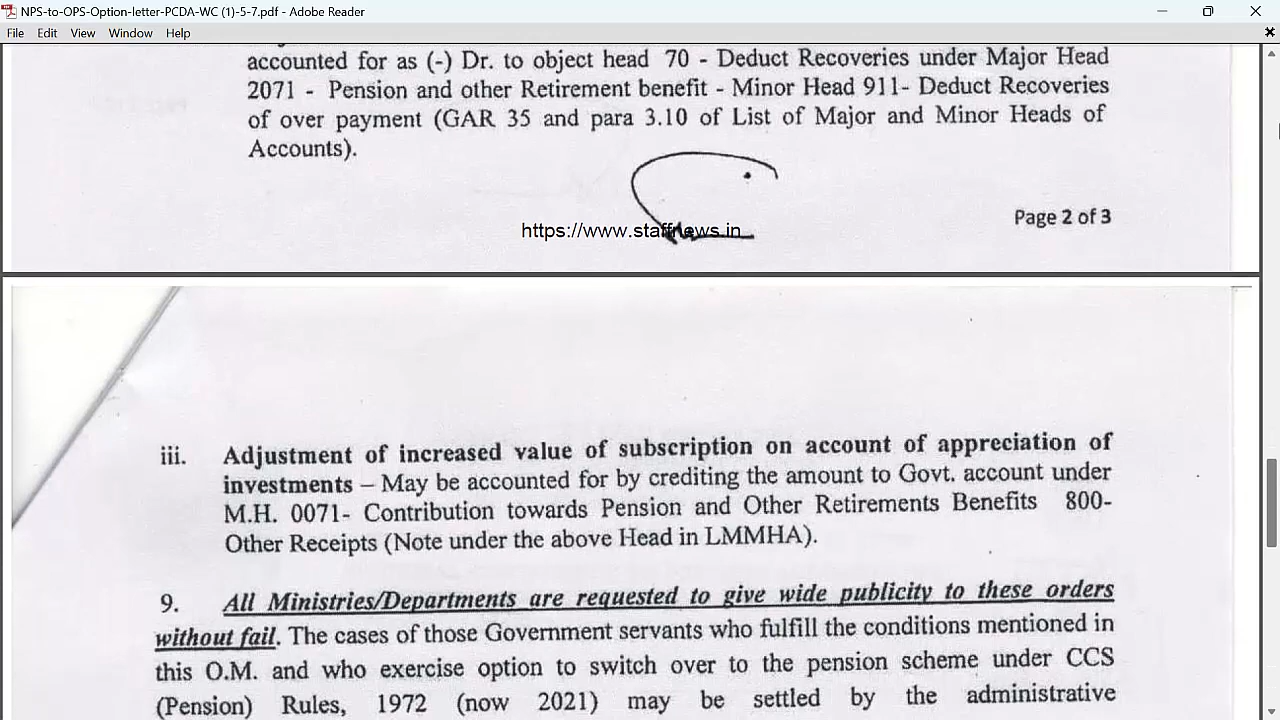 NPS-to-OPS-Option-letter-PCDA-WC (1)-5-7.pdf - Adobe Reader
File Edit View Window Help
accounted for as (-) Dr. to object head 70 - Deduct Recoveries under Major Head
2071 - Pension and other Retirement benefit - Minor Head 911- Deduct Recoveries
of over payment (GAR 35 and para 3.10 of List of Major and Minor Heads of
Accounts).
https://www.staffnews.in
Page 2 of 3
iii. Adjustment of increased value of subscription on account of appreciation of
investments – May be accounted for by crediting the amount to Govt. account under
M.H. 0071- Contribution towards Pension and Other Retirements Benefits 800-
Other Receipts (Note under the above Head in LMMHA).
9. All Ministries/Departments are requested to give wide publicity to these orders
without fail. The cases of those Government servants who fulfill the conditions mentioned in
this O.M. and who exercise option to switch over to the pension scheme under CCS
(Pension) Rules, 1972 (now 2021) may be settled by the administrative